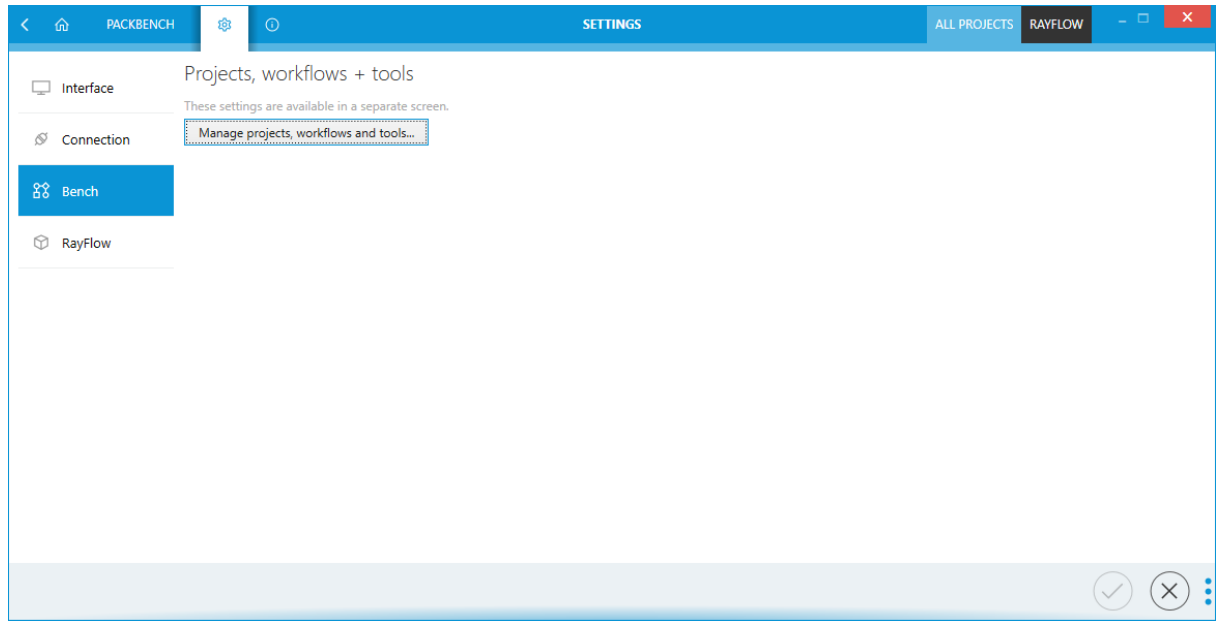 PACKBENCH
SETTINGS
ALL PROJECTS
RAYFLOW
Interface
Connection
Bench
RayFlow
Projects, workflows + tools
These settings are available in a separate screen.
Manage projects, workflows and tools...